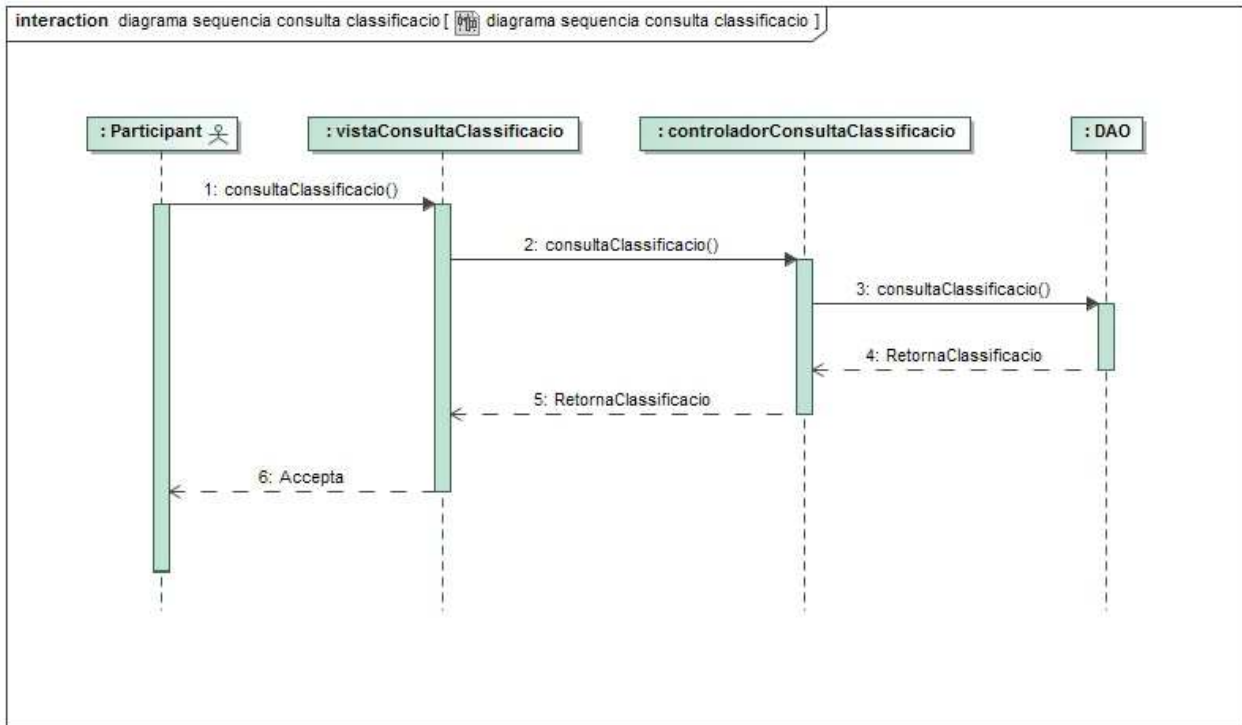 interaction diagrama sequencia consulta classificacio [ diagrama sequencia consulta classificacio ]
: Participant
: vistaConsultaClassificacio
: controladorConsultaClassificacio
: DAO
1: consultaClassificacio()
2: consultaClassificacio()
3: consultaClassificacio()
4: RetornaClassificacio
5: RetornaClassificacio
6: Accepta